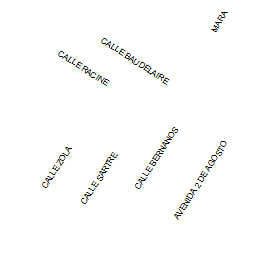 MARA
CALLE BAUDELAIRE
CALLE RACINE
CALLE ZOLA
CALLE SARTRE
CALLE BERNANOS
AVENIDA 2 DE AGOSTO